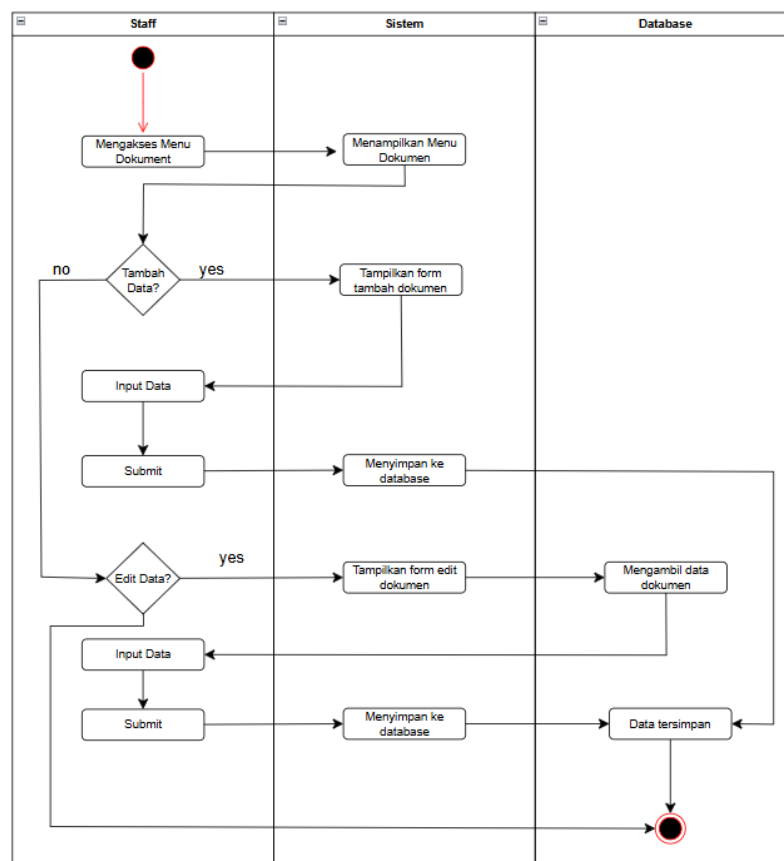 Staff
Sistem
Database
Mengakses Menu
Dokument
Menampilkan Menu
Dokumen
no
Tambah
Data?
yes
Tampilkan form
tambah dokumen
Input Data
Submit
Menyimpan ke
database
Edit Data?
yes
Tampilkan form edit
dokumen
Mengambil data
dokumen
Input Data
Submit
Menyimpan ke
database
Data tersimpan